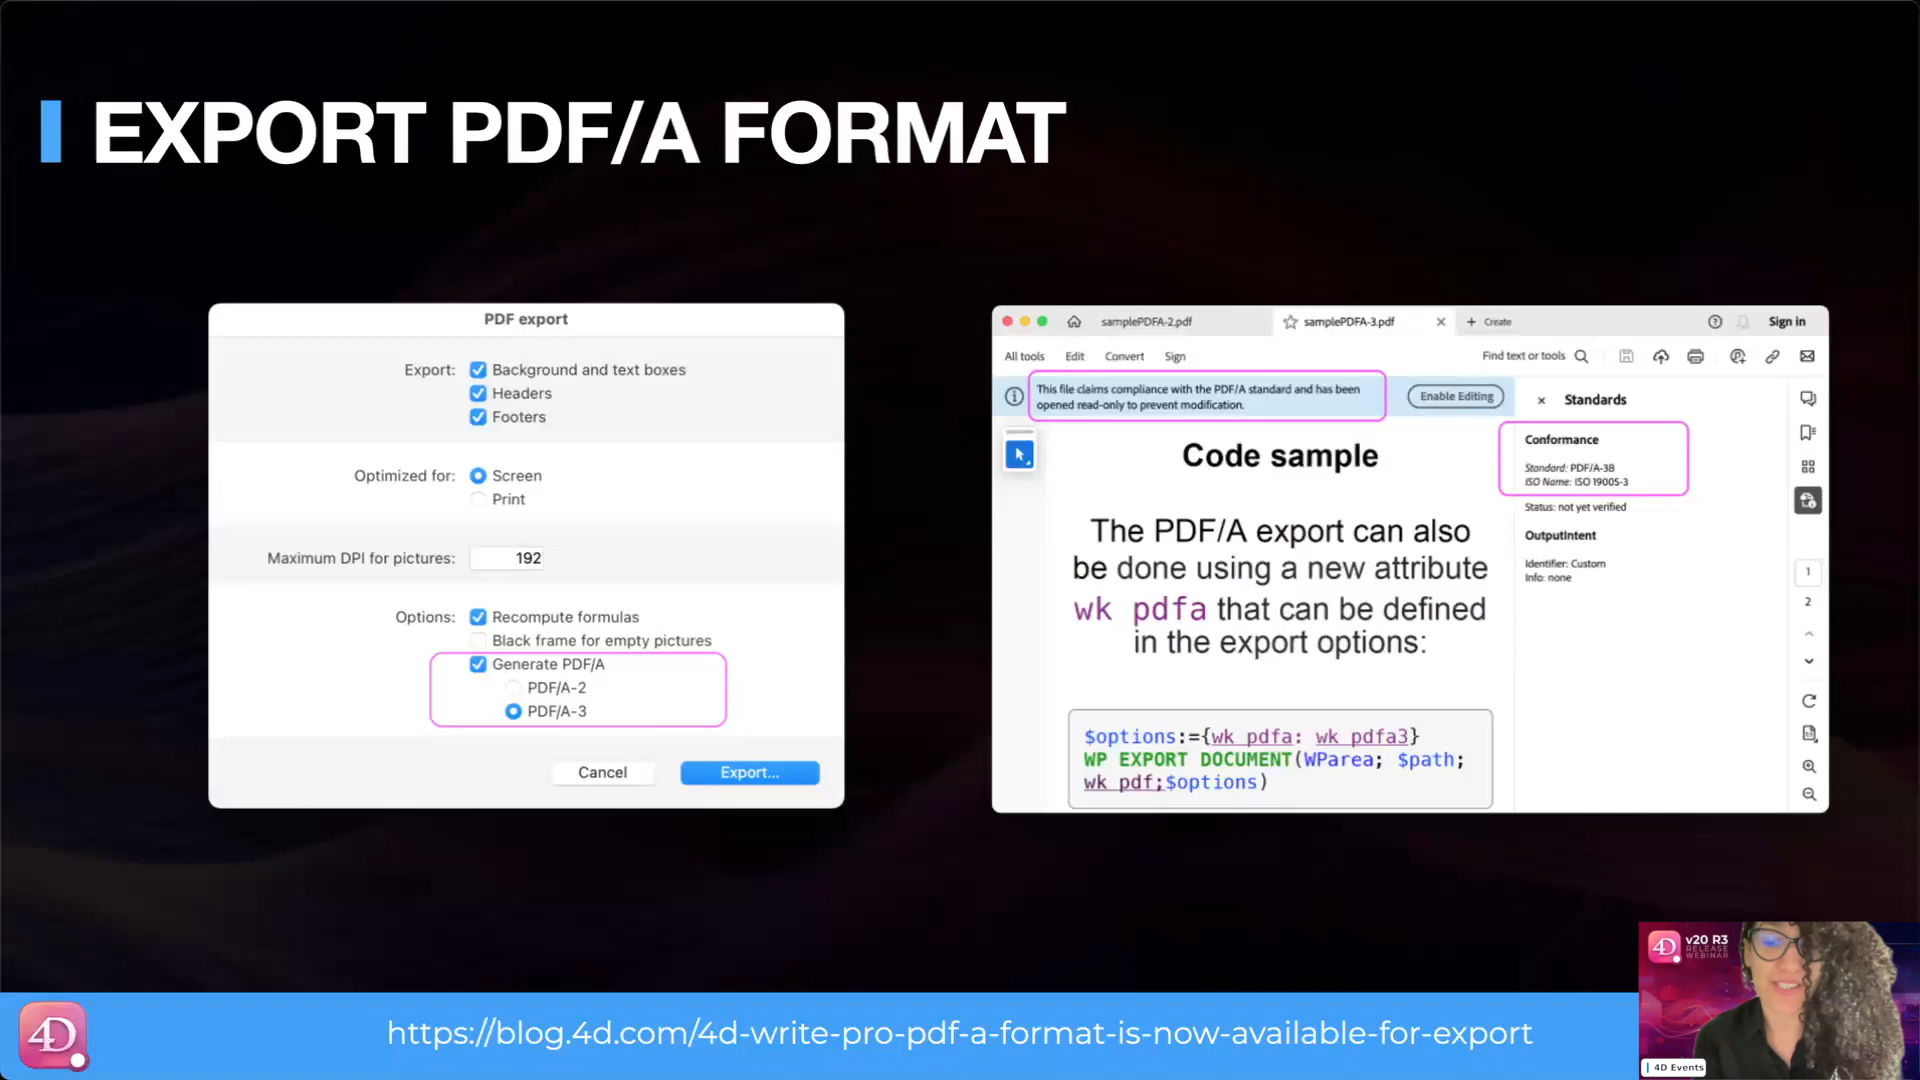 EXPORT PDF/A FORMAT
PDF export
Export: Background and text boxes
Headers
Footers
Optimized for: Screen
Print
Maximum DPI for pictures: 192
Options: Recompute formulas
Black frame for empty pictures
Generate PDF/A
PDF/A-2
PDF/A-3
Cancel Export...
samplePDFA-2.pdf samplePDFA-3.pdf Create Sign in
All tools Edit Convert Sign Find text or tools
This file claims compliance with the PDF/A standard and has been
opened read-only to prevent modification.
Enable Editing
Code sample
The PDF/A export can also
be done using a new attribute
wk pdfa that can be defined
in the export options:
$options:={wk pdfa: wk pdfa3}
WP EXPORT DOCUMENT(WParea; $path;
wk pdf;$options)
Standards
Conformance
Standard: PDF/A-3B
ISO Name: ISO 19005-3
Status: not yet verified
OutputIntent
Identifier: Custom
Info: none
1
2
4D
https://blog.4d.com/4d-write-pro-pdf-a-format-is-now-available-for-export
4D v20 R3
RELEASE
WEBINAR
4D Events